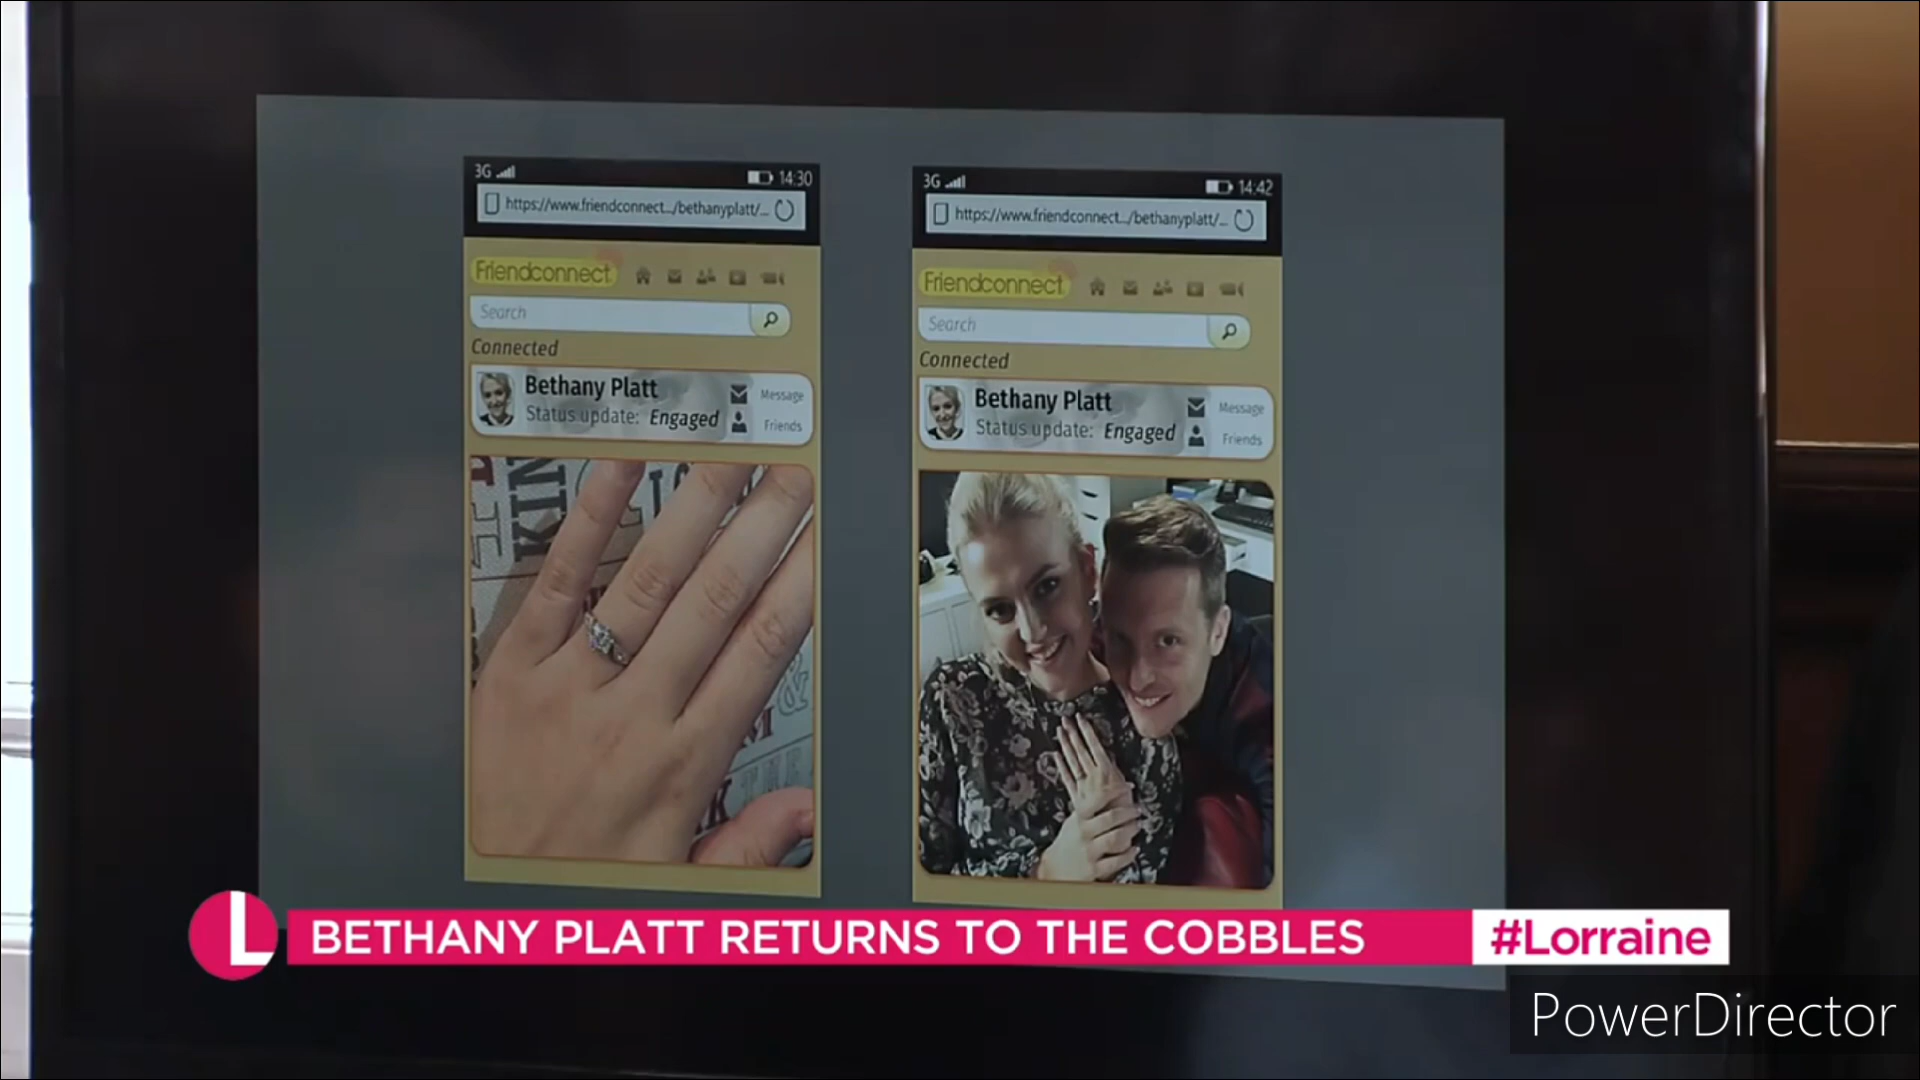 3G 14:30
https://www.friendconnect.../bethanyplatt/...
Friendconnect
Search
Connected
Bethany Platt
Message
Status update: Engaged
Friends
KIN
&
3G 14:42
https://www.friendconnect.../bethanyplatt/...
Friendconnect
Search
Connected
Bethany Platt
Message
Status update: Engaged
Friends
L BETHANY PLATT RETURNS TO THE COBBLES #Lorraine
PowerDirector